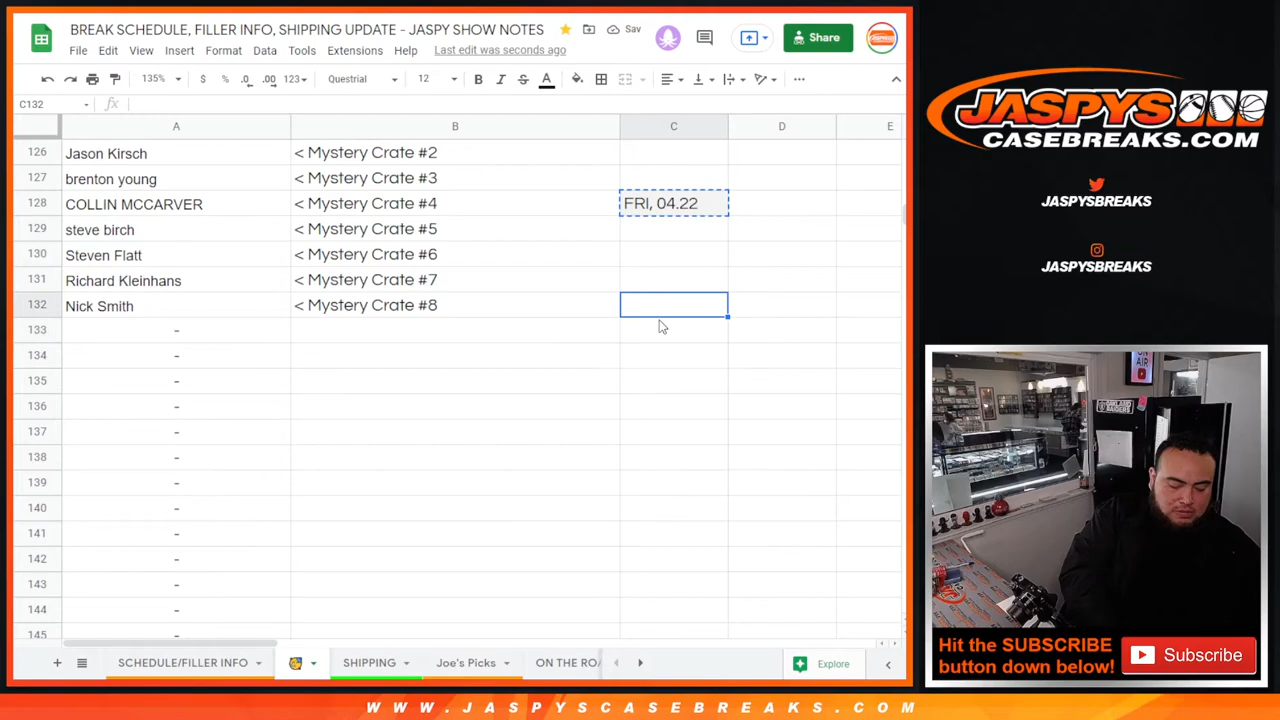 BREAK SCHEDULE, FILLER INFO, SHIPPING UPDATE - JASPY SHOW NOTES
Sav
File Edit View Insert Format Data Tools Extensions Help Last edit was seconds ago
Share
135% $ % .0 .00 123 Questrial 12 B I S A
C132 fx
A B C D E
126 Jason Kirsch < Mystery Crate #2
127 brenton young < Mystery Crate #3
128 COLLIN MCCARVER < Mystery Crate #4 FRI, 04.22
129 steve birch < Mystery Crate #5
130 Steven Flatt < Mystery Crate #6
131 Richard Kleinhans < Mystery Crate #7
132 Nick Smith < Mystery Crate #8
133 -
134 -
135 -
136 -
137 -
138 -
139 -
140 -
141 -
142 -
143 -
144 -
145 -
+ SCHEDULE/FILLER INFO SHIPPING Joe's Picks ON THE ROA Explore
JASPYS
CASEBREAKS.COM
JASPYSBREAKS
JASPYSBREAKS
ON
AIR
OAKLAND
RAIDERS
Hit the SUBSCRIBE
button down below!
Subscribe
WWW.JASPYSCASEBREAKS.COM